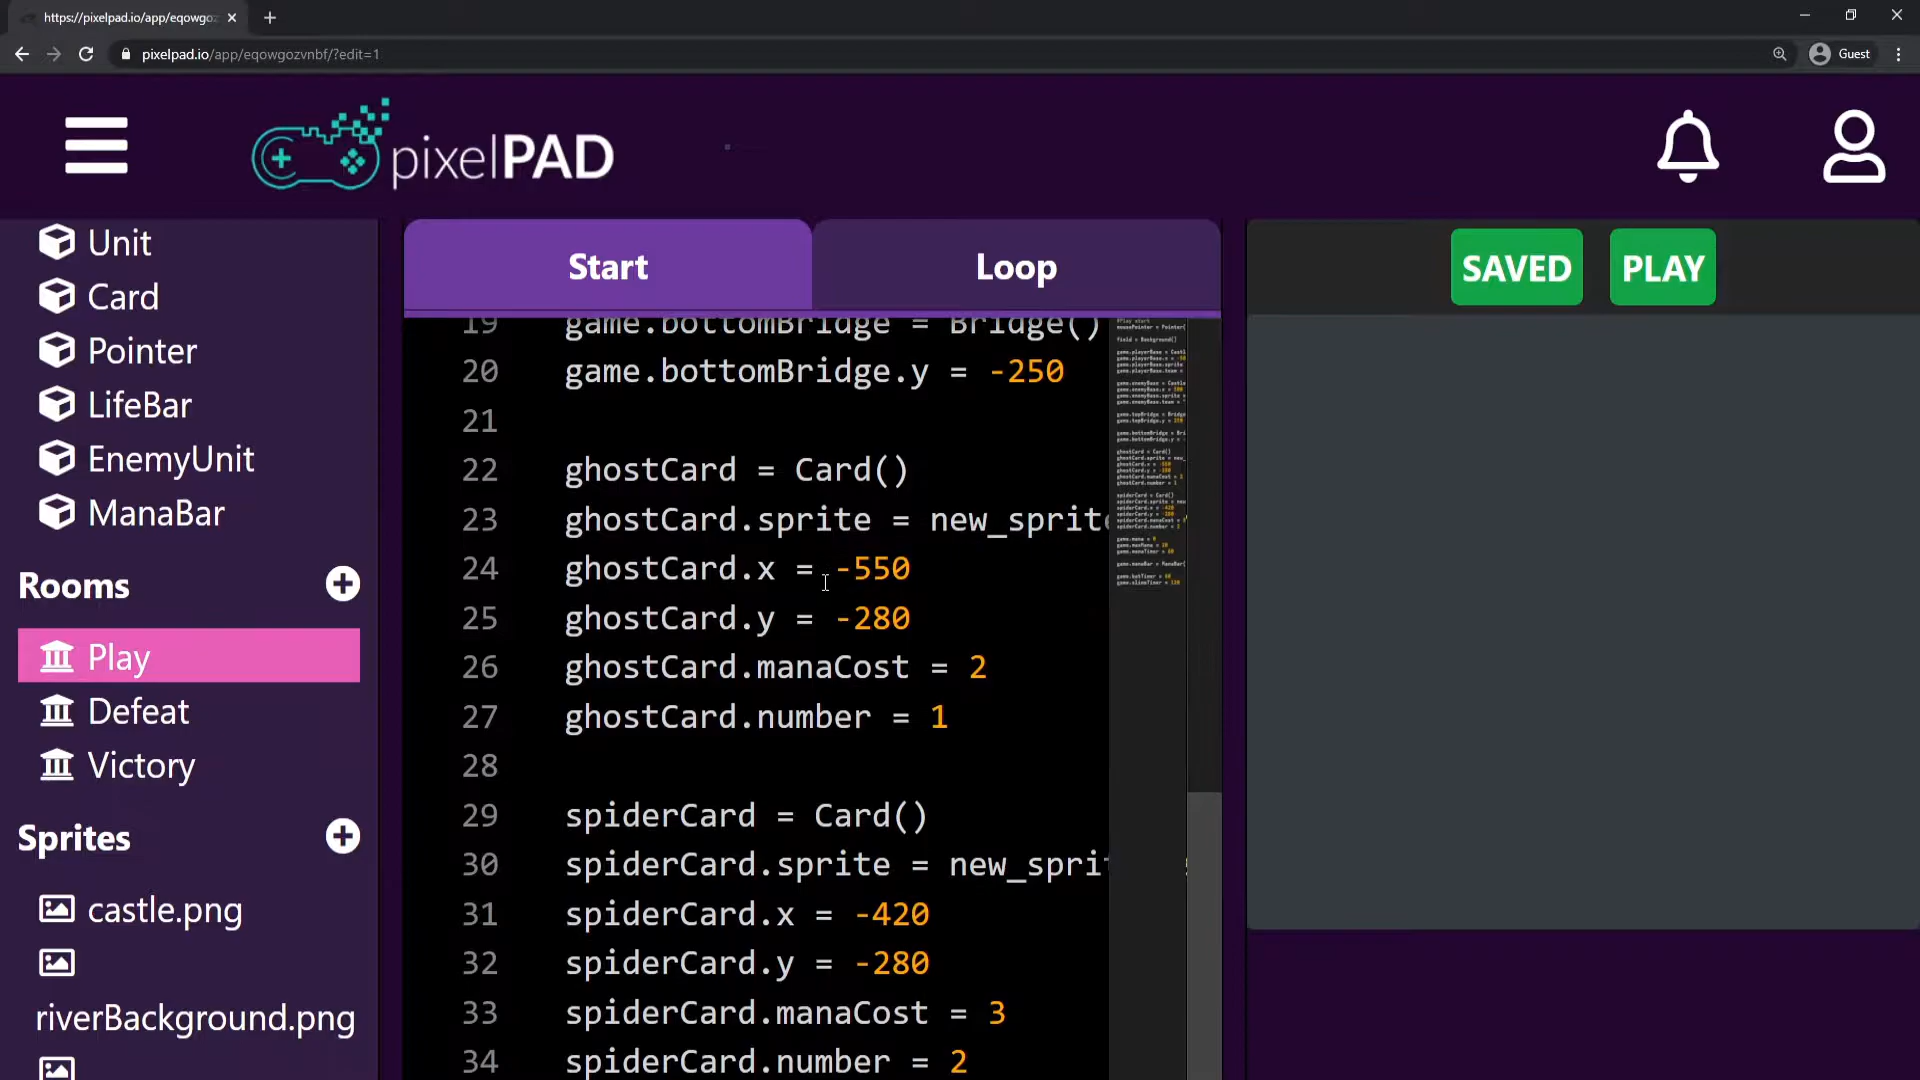 https://pixelpad.io/app/eqowgo
pixelpad.io/app/eqowgozvnbf/?edit=1
Guest
pixelPAD
Unit
Card
Pointer
LifeBar
EnemyUnit
ManaBar
Rooms
Play
Defeat
Victory
Sprites
castle.png
riverBackground.png
Start
Loop
19 game.bottomBridge = Bridge()
20 game.bottomBridge.y = -250
21
22 ghostCard = Card()
23 ghostCard.sprite = new_sprite
24 ghostCard.x = -550
25 ghostCard.y = -280
26 ghostCard.manaCost = 2
27 ghostCard.number = 1
28
29 spiderCard = Card()
30 spiderCard.sprite = new_sprit
31 spiderCard.x = -420
32 spiderCard.y = -280
33 spiderCard.manaCost = 3
34 spiderCard.number = 2
SAVED
PLAY